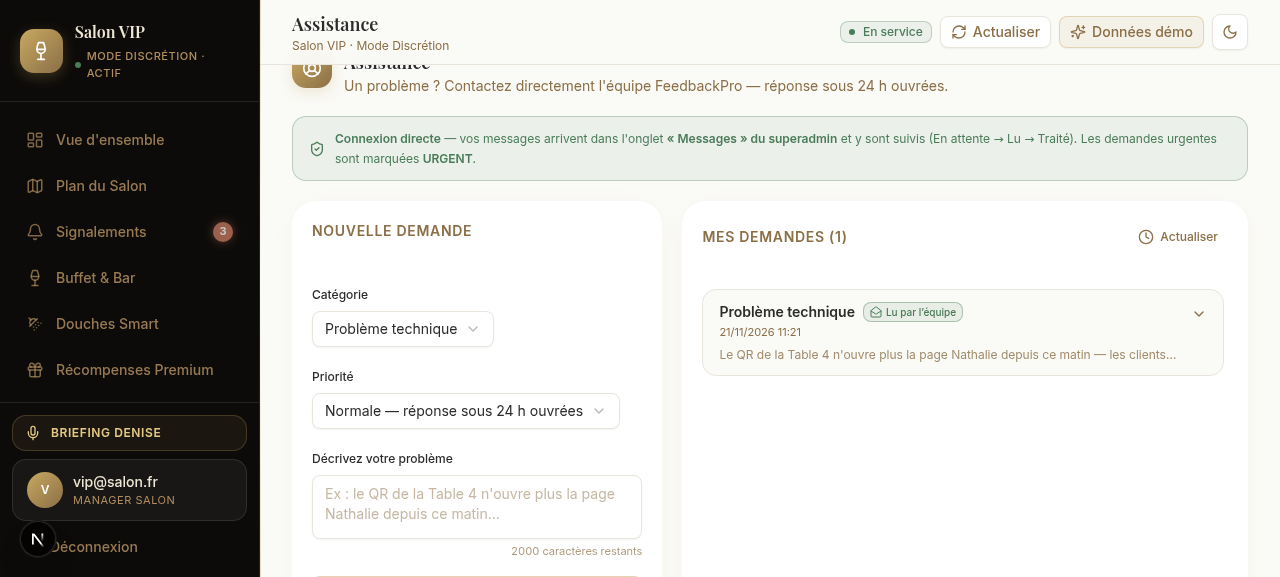 Salon VIP
MODE DISCRÉTION ·
ACTIF
Vue d'ensemble
Plan du Salon
Signalements
3
Buffet & Bar
Douches Smart
Récompenses Premium
BRIEFING DENISE
V
vip@salon.fr
MANAGER SALON
N
Déconnexion
Assistance
Salon VIP · Mode Discrétion
En service
Actualiser
Données démo
Assistance
Un problème ? Contactez directement l'équipe FeedbackPro — réponse sous 24 h ouvrées.
Connexion directe — vos messages arrivent dans l'onglet « Messages » du superadmin et y sont suivis (En attente → Lu → Traité). Les demandes urgentes
sont marquées URGENT.
NOUVELLE DEMANDE
Catégorie
Problème technique
Priorité
Normale — réponse sous 24 h ouvrées
Décrivez votre problème
Ex : le QR de la Table 4 n'ouvre plus la page
Nathalie depuis ce matin...
2000 caractères restants
MES DEMANDES (1)
Actualiser
Problème technique
Lu par l'équipe
21/11/2026 11:21
Le QR de la Table 4 n'ouvre plus la page Nathalie depuis ce matin — les clients...